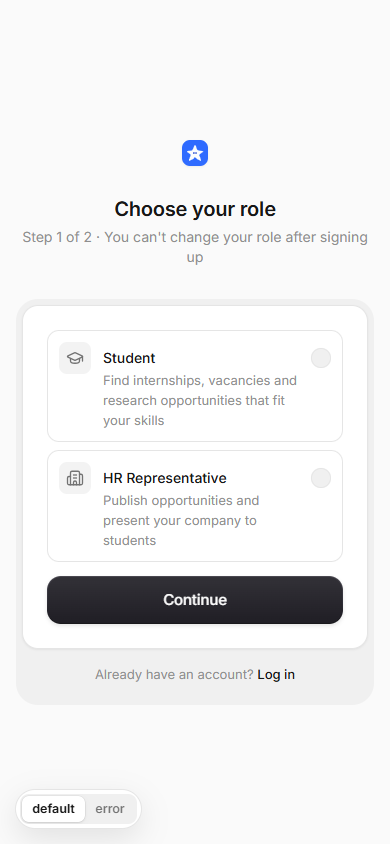 Choose your role
Step 1 of 2 · You can't change your role after signing
up
Student
Find internships, vacancies and
research opportunities that fit
your skills
HR Representative
Publish opportunities and
present your company to
students
Continue
Already have an account? Log in
default error